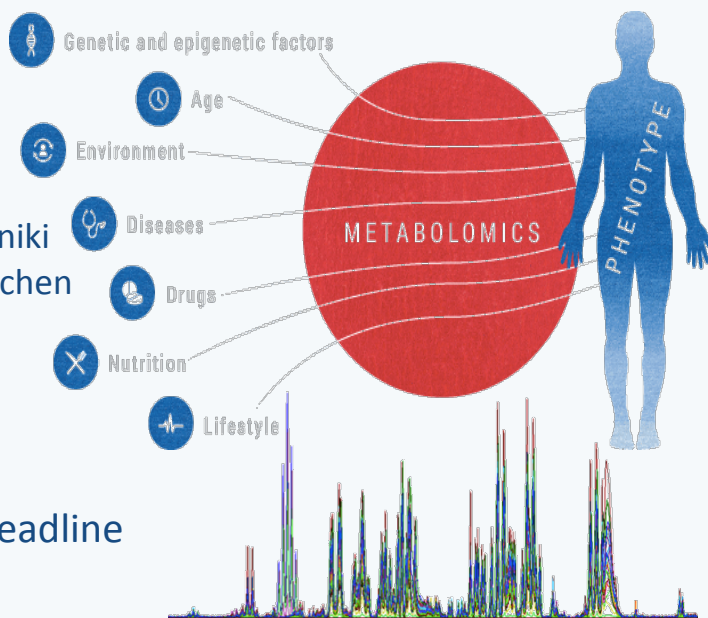 Genetic and epigenetic factors
Age
Environment
niki
Diseases
chen
METABOLOMICS
PHENOTYPE
Drugs
Nutrition
Lifestyle
eadline